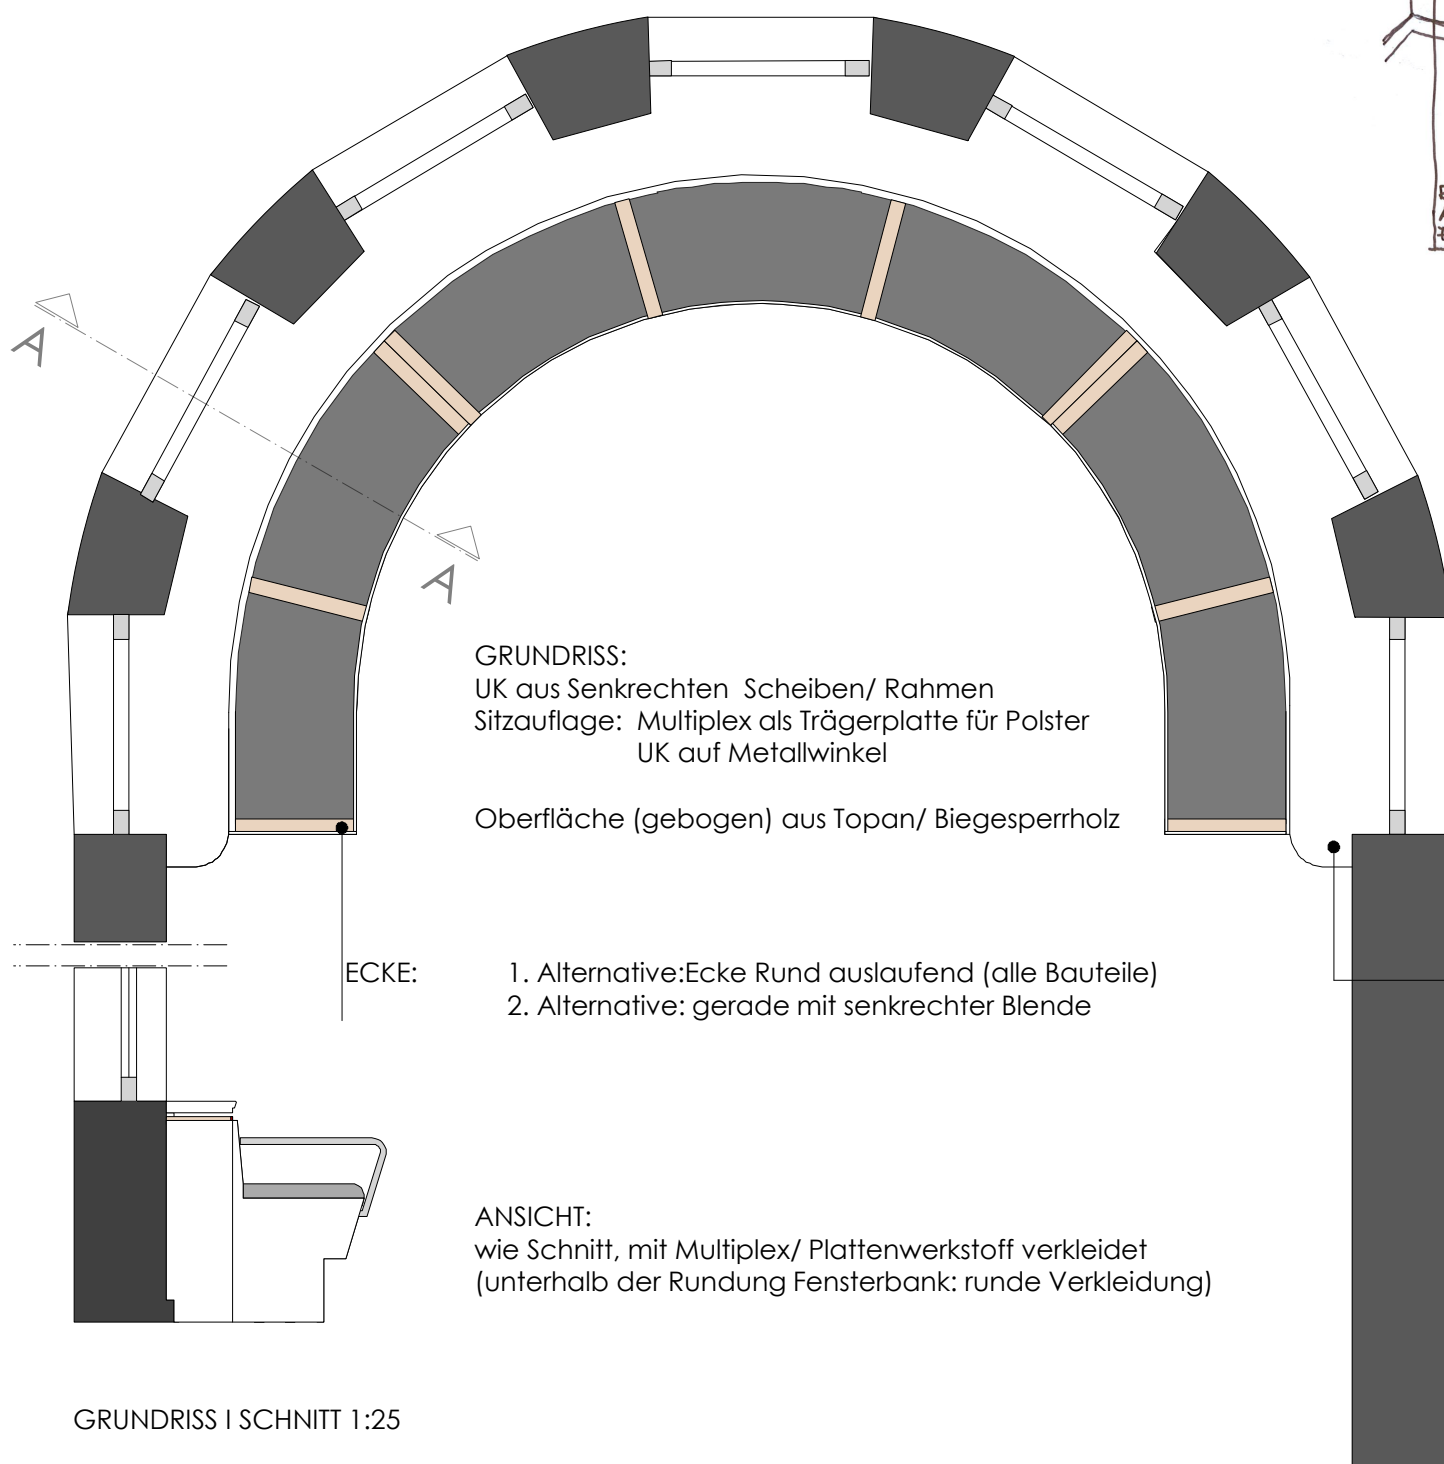 A
A
GRUNDRISS:
UK aus Senkrechten  Scheiben/ Rahmen
Sitzauflage:  Multiplex als Trägerplatte für Polster
UK auf Metallwinkel
Oberfläche (gebogen) aus Topan/ Biegesperrholz
ECKE:
1. Alternative:Ecke Rund auslaufend (alle Bauteile)
2. Alternative: gerade mit senkrechter Blende
ANSICHT:
wie Schnitt, mit Multiplex/ Plattenwerkstoff verkleidet
(unterhalb der Rundung Fensterbank: runde Verkleidung)
GRUNDRISS I SCHNITT 1:25